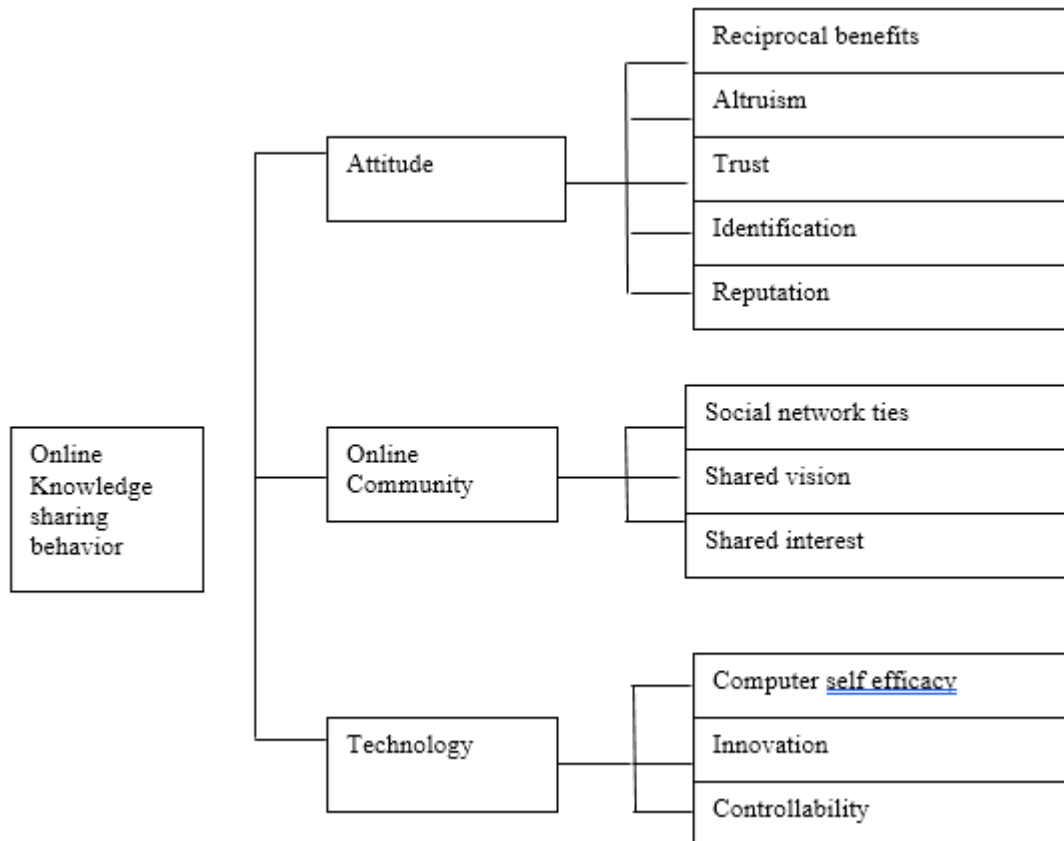 Reciprocal benefits
Altruism
Attitude
Trust
Identification
Reputation
Social network ties
Online
Knowledge
sharing
behavior
Online
Community
Shared vision
Shared interest
Computer self efficacy
Technology
Innovation
Controllability